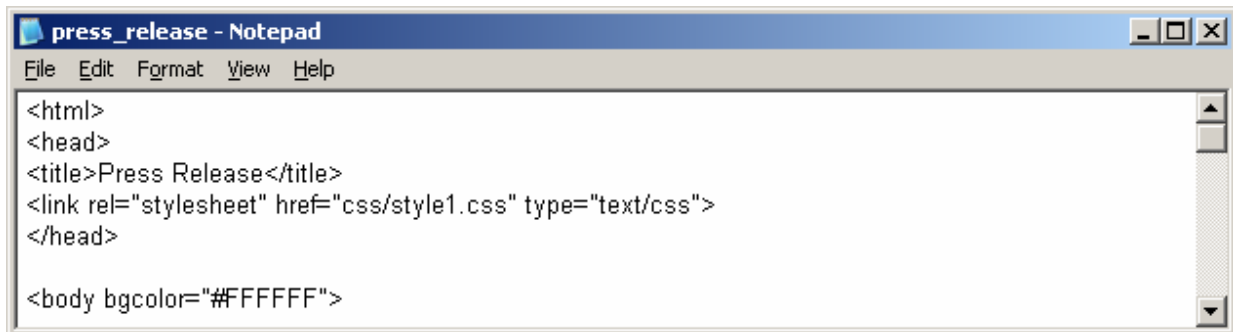 press_release - Notepad
File Edit Format View Help
<html>
<head>
<title>Press Release</title>
<link rel="stylesheet" href="css/style1.css" type="text/css">
</head>
<body bgcolor="#FFFFFF">